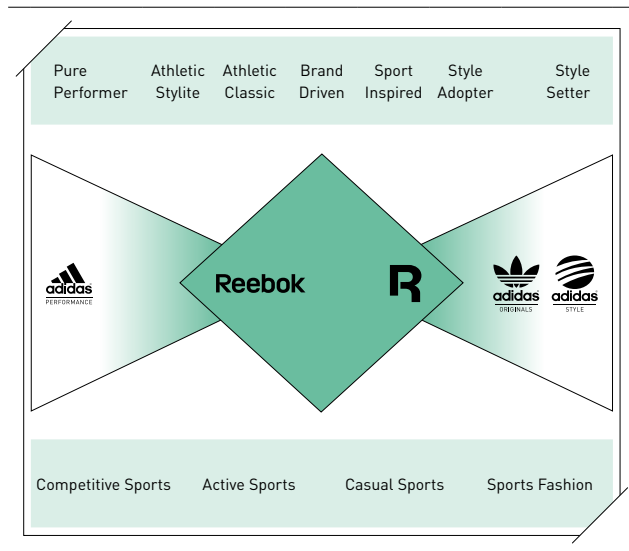 Pure Performer
Athletic Stylite
Athletic Classic
Brand Driven
Sport Inspired
Style Adopter
Style Setter
adidas
PERFORMANCE
Reebok
R
adidas
ORIGINALS
adidas
STYLE
Competitive Sports
Active Sports
Casual Sports
Sports Fashion